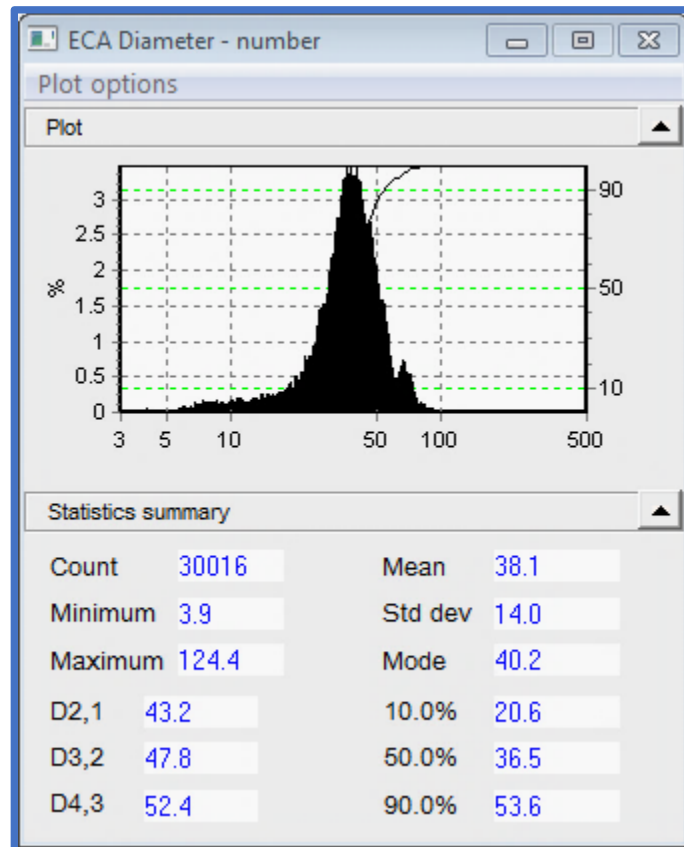 ECA Diameter - number
Plot options
Plot
3
2.5
2
1.5
1
0.5
0
%
90
50
10
3 5 10 50 100 500
Statistics summary
Count 30016 Mean 38.1
Minimum 3.9 Std dev 14.0
Maximum 124.4 Mode 40.2
D2,1 43.2 10.0% 20.6
D3,2 47.8 50.0% 36.5
D4,3 52.4 90.0% 53.6